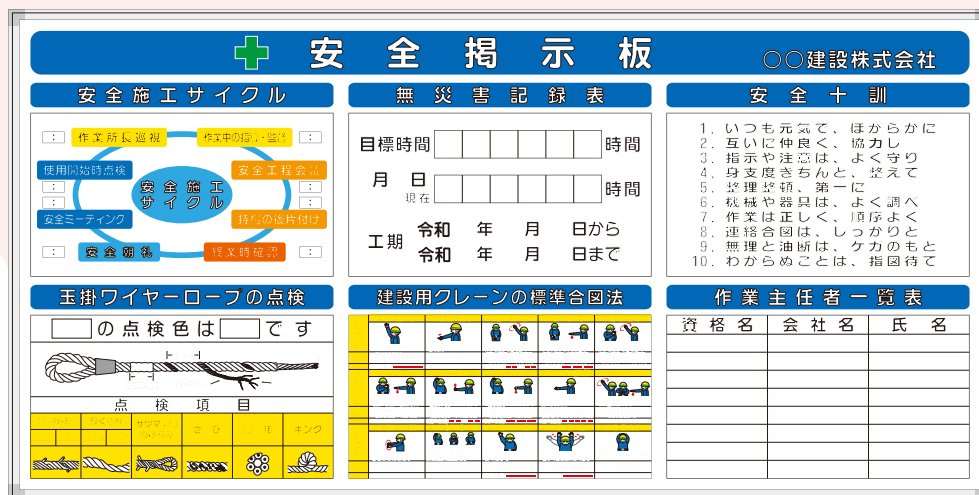 安全掲示板
○○建設株式会社
安全施工サイクル
作業所長巡視
作業中の指導・監督
使用開始時点検
安全工程会議
安全施工
サイクル
安全ミーティング
持場の後片付け
安全朝礼
終業時確認
無災害記録表
目標時間 時間
月 日
現在
時間
工期
令和 年 月 日から
令和 年 月 日まで
安全十訓
1. いつも元気で、ほがらかに
2. 互いに仲良く、協力し
3. 指示や注意は、よく守り
4. 身支度きちんと、整えて
5. 整理整頓、第一に
6. 機械や器具は、よく調べ
7. 作業は正しく、順序よく
8. 連絡合図は、しっかりと
9. 無理と油断は、ケガのもと
10. わからぬことは、指図待て
玉掛ワイヤーロープの点検
の点検色は です
点検項目
キンク
建設用クレーンの標準合図法
作業主任者一覧表
資格名 会社名 氏名